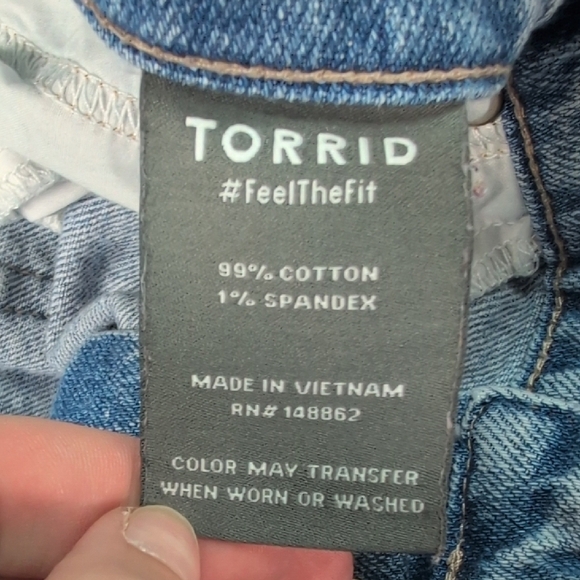 TORRID
#FeelTheFit
99% COTTON
1% SPANDEX
MADE IN VIETNAM
RN# 148862
COLOR MAY TRANSFER
WHEN WORN OR WASHED